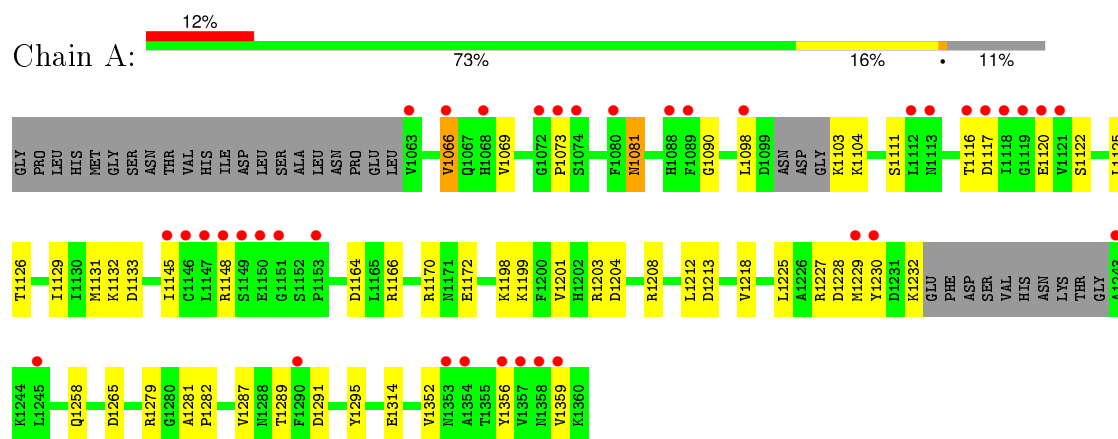 12%
Chain A:
73% 16% • 11%
GLY PRO LEU HIS MET GLY SER ASN THR VAL HIS ILE ASP LEU SER ALA LEU ASN PRO GLU LEU V1063 V1066 Q1067 H1068 V1069 G1072 P1073 S1074 F1080 N1081 H1088 F1089 G1090 L1098 D1099 ASN ASP GLY K1103 K1104 S1111 L1112 N1113 T1116 D1117 I1118 G1119 E1120 V1121 S1122 L1125
T1126 I1129 I1130 M1131 K1132 D1133 I1145 C1146 L1147 R1148 S1149 E1150 G1151 S1152 P1153 D1164 L1165 R1166 R1170 N1171 E1172 K1198 K1199 F1200 V1201 H1202 R1203 D1204 R1208 L1212 D1213 V1218 L1225 A1226 R1227 D1228 M1229 Y1230 D1231 K1232 GLU PHE ASP SER VAL HIS ASN LYS THR GLY A1243
K1244 L1245 Q1258 D1265 R1279 G1280 A1281 P1282 V1287 N1288 T1289 F1290 D1291 Y1295 E1314 V1352 N1353 A1354 T1355 Y1356 V1357 N1358 V1359 K1360